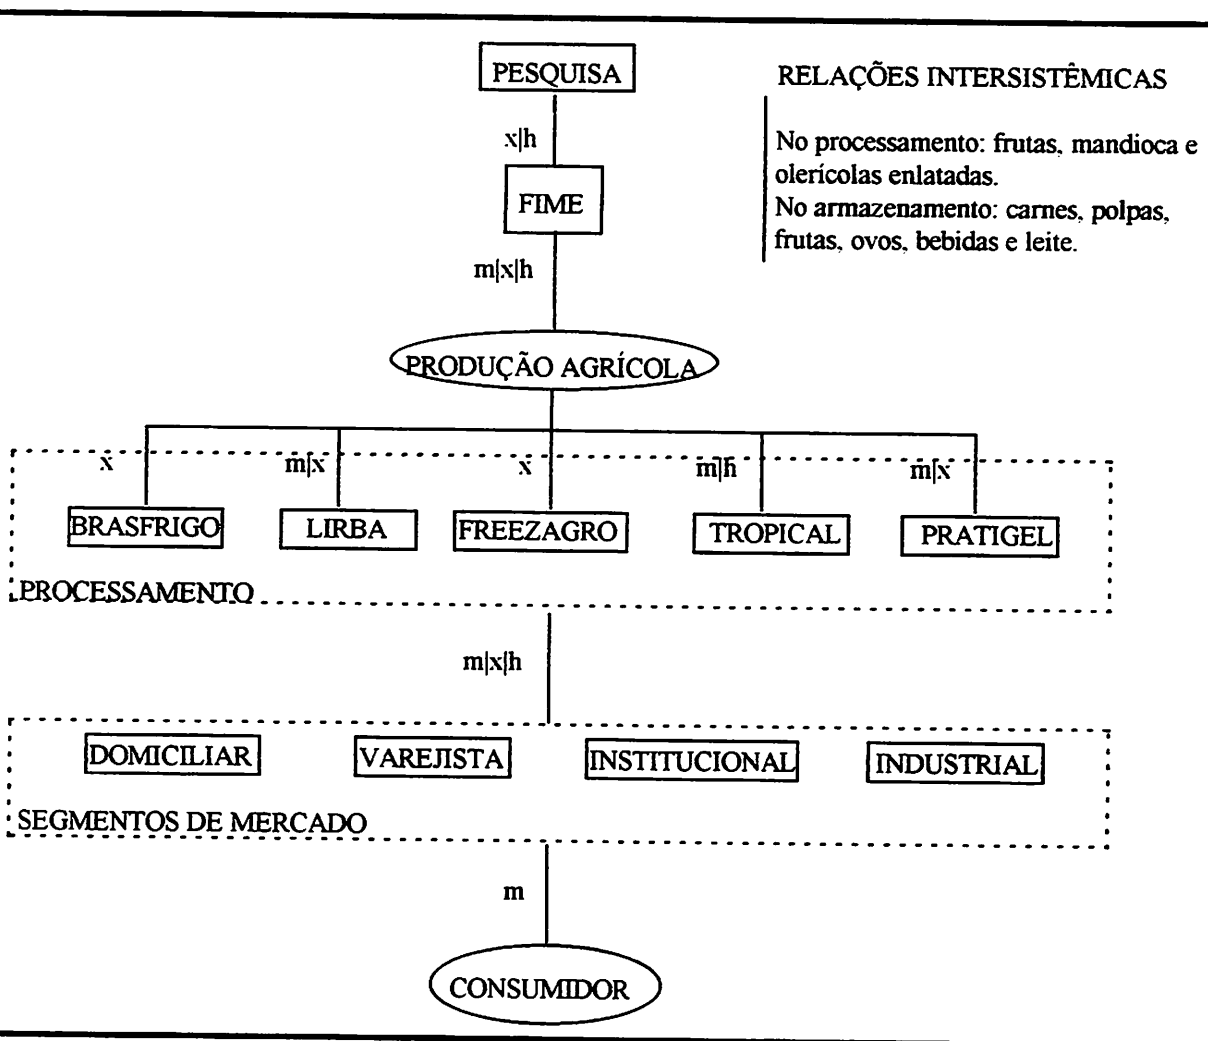 PESQUISA
RELAÇÕES INTERSISTÊMICAS
x|h
No processamento: frutas, mandioca e
olerícolas enlatadas.
FIME
No armazenamento: carnes, polpas,
frutas, ovos, bebidas e leite.
m|x|h
PRODUÇÃO AGRÍCOLA
x m|x x m|h m|x
BRASFRIGO LIRBA FREEZAGRO TROPICAL PRATIGEL
PROCESSAMENTO
m|x|h
DOMICILIAR VAREJISTA INSTITUCIONAL INDUSTRIAL
SEGMENTOS DE MERCADO
m
CONSUMIDOR